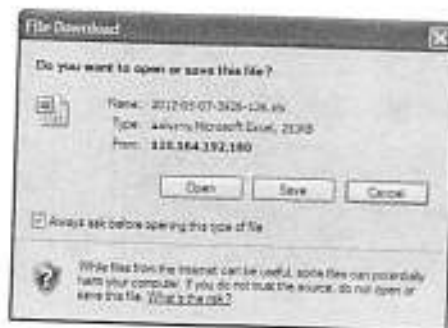 File Download
Do you want to open or save this file?
Name:
Type: Microsoft Excel, 213KB
From: 110.164.192.180
Open Save Cancel
Always ask before opening this type of file
While files from the Internet can be useful, some files can potentially
harm your computer. If you do not trust the source, do not open or
save this file. What's the risk?